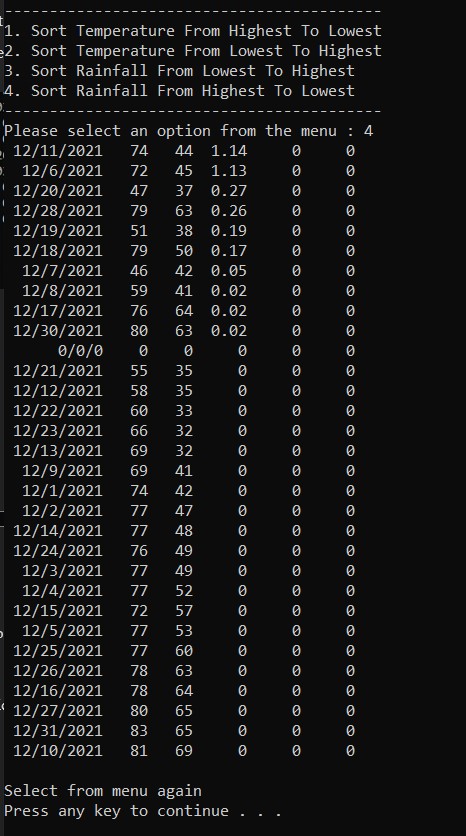 ------------------------------------------
1. Sort Temperature From Highest To Lowest
2. Sort Temperature From Lowest To Highest
3. Sort Rainfall From Lowest To Highest
4. Sort Rainfall From Highest To Lowest
------------------------------------------
Please select an option from the menu : 4
12/11/2021 74 44 1.14 0 0
12/6/2021 72 45 1.13 0 0
12/20/2021 47 37 0.27 0 0
12/28/2021 79 63 0.26 0 0
12/19/2021 51 38 0.19 0 0
12/18/2021 79 50 0.17 0 0
12/7/2021 46 42 0.05 0 0
12/8/2021 59 41 0.02 0 0
12/17/2021 76 64 0.02 0 0
12/30/2021 80 63 0.02 0 0
0/0/0 0 0 0 0 0
12/21/2021 55 35 0 0 0
12/12/2021 58 35 0 0 0
12/22/2021 60 33 0 0 0
12/23/2021 66 32 0 0 0
12/13/2021 69 32 0 0 0
12/9/2021 69 41 0 0 0
12/1/2021 74 42 0 0 0
12/2/2021 77 47 0 0 0
12/14/2021 77 48 0 0 0
12/24/2021 76 49 0 0 0
12/3/2021 77 49 0 0 0
12/4/2021 77 52 0 0 0
12/15/2021 72 57 0 0 0
12/5/2021 77 53 0 0 0
12/25/2021 77 60 0 0 0
12/26/2021 78 63 0 0 0
12/16/2021 78 64 0 0 0
12/27/2021 80 65 0 0 0
12/31/2021 83 65 0 0 0
12/10/2021 81 69 0 0 0
Select from menu again
Press any key to continue . . .